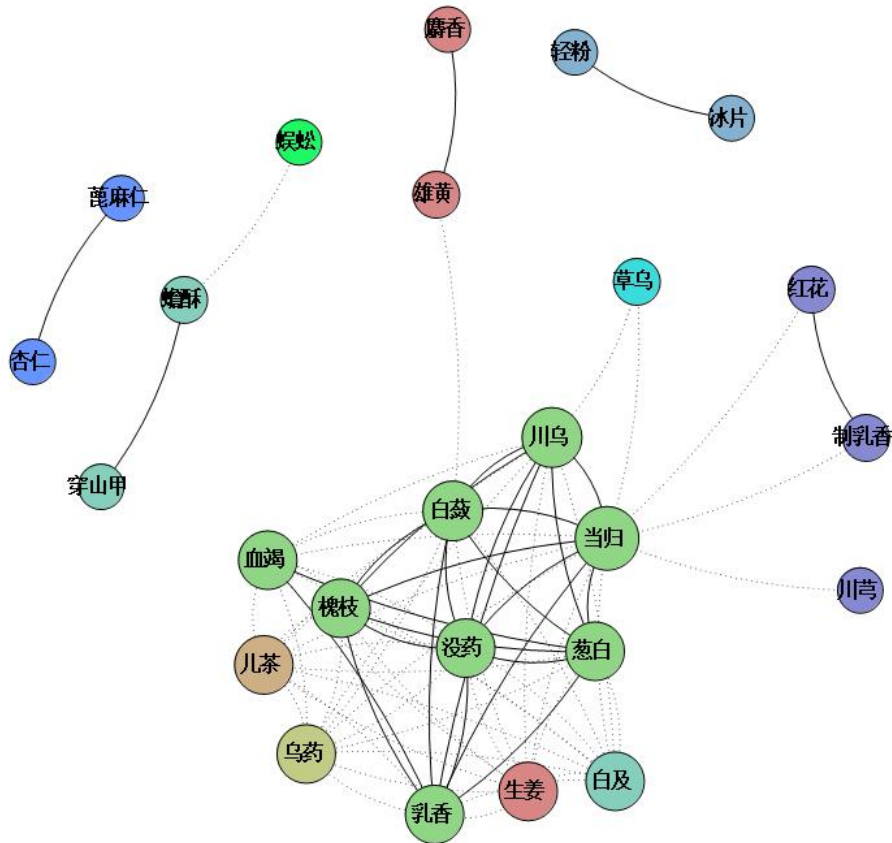 麝香
轻粉
冰片
蜈蚣
蓖麻仁
雄黄
草乌
红花
蟾酥
杏仁
制乳香
川乌
穿山甲
白蔹
当归
血竭
川芎
槐枝
没药
葱白
儿茶
乌药
白及
生姜
乳香